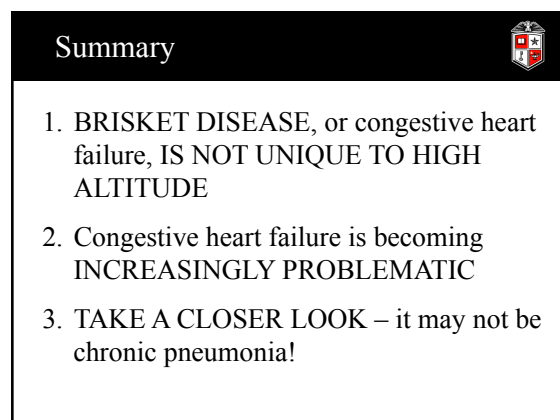 Summary
1. BRISKET DISEASE, or congestive heart
failure, IS NOT UNIQUE TO HIGH
ALTITUDE
2. Congestive heart failure is becoming
INCREASINGLY PROBLEMATIC
3. TAKE A CLOSER LOOK – it may not be
chronic pneumonia!